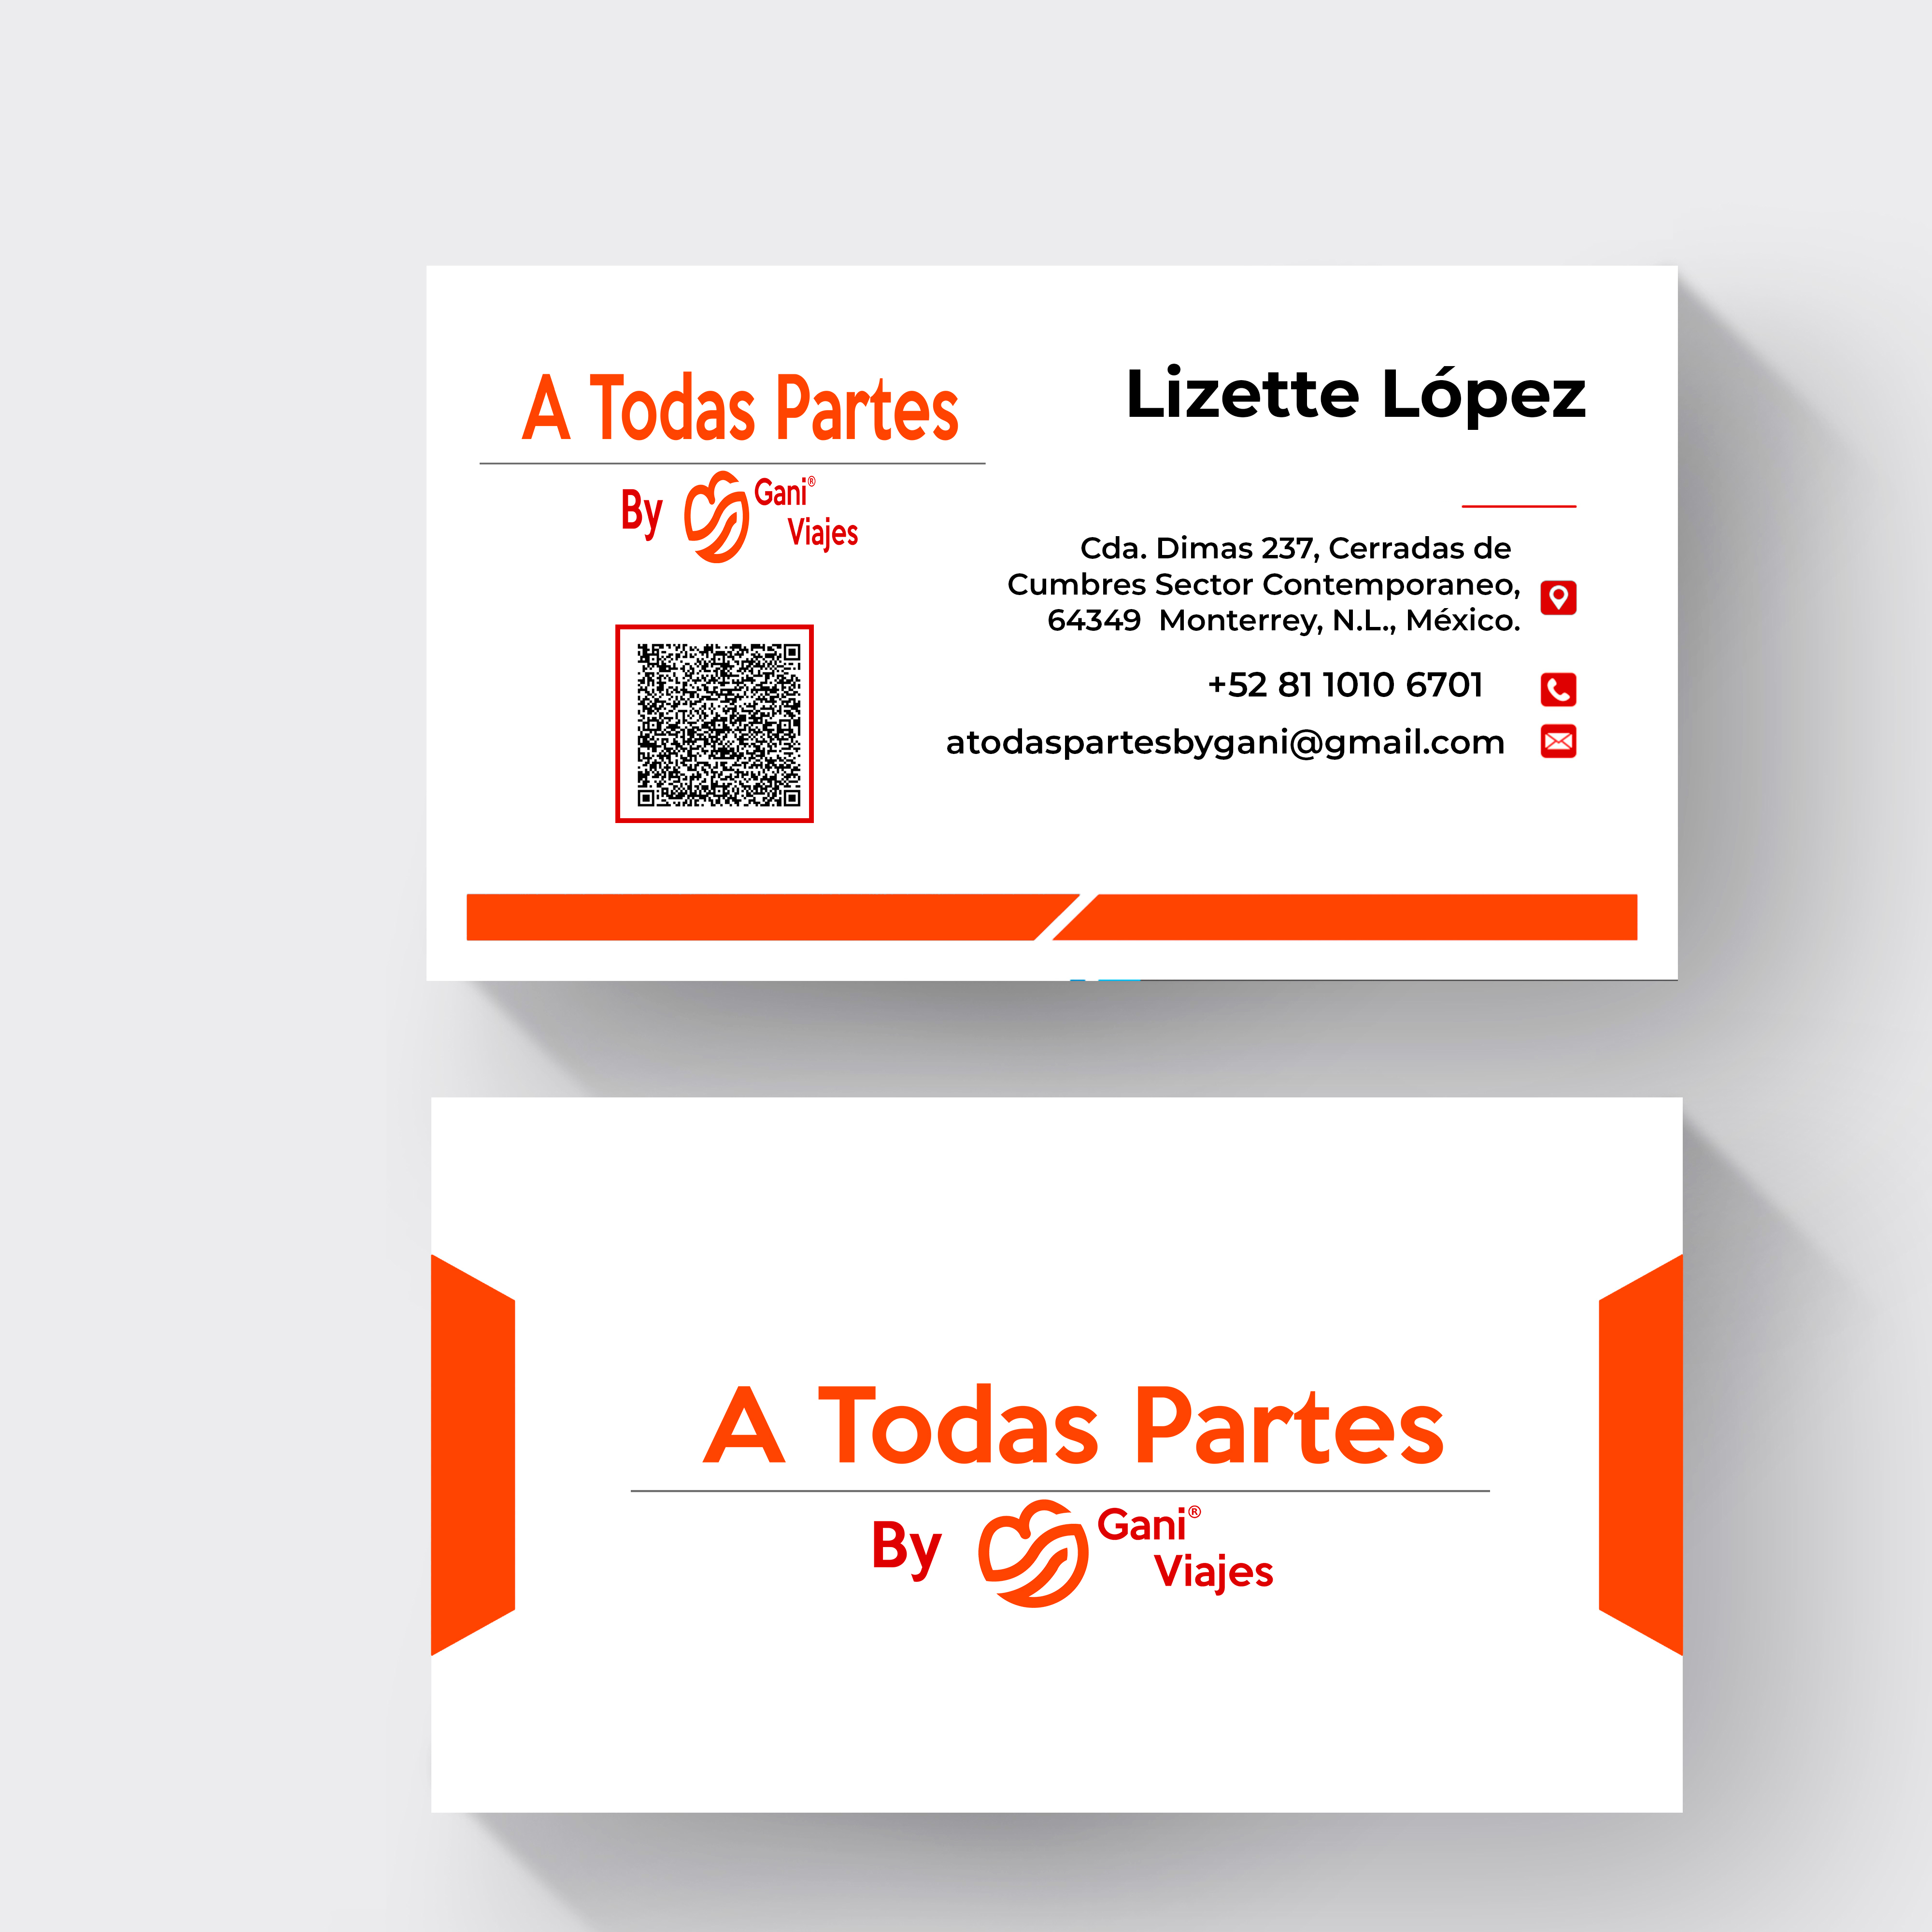 A Todas Partes
By Gani®
Viajes
Lizette López
Cda. Dimas 237, Cerradas de
Cumbres Sector Contemporaneo,
64349 Monterrey, N.L., México.
+52 81 1010 6701
atodaspartesbygani@gmail.com
A Todas Partes
By Gani®
Viajes